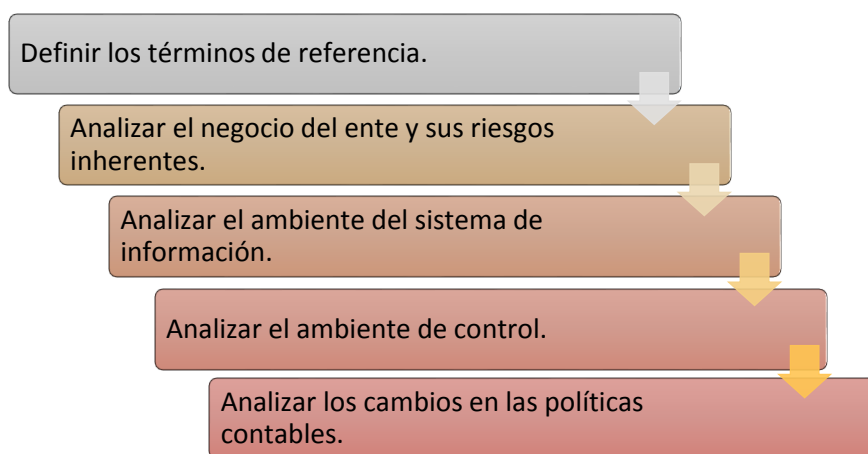 Definir los términos de referencia.
Analizar el negocio del ente y sus riesgos
inherentes.
Analizar el ambiente del sistema de
información.
Analizar el ambiente de control.
Analizar los cambios en las políticas
contables.